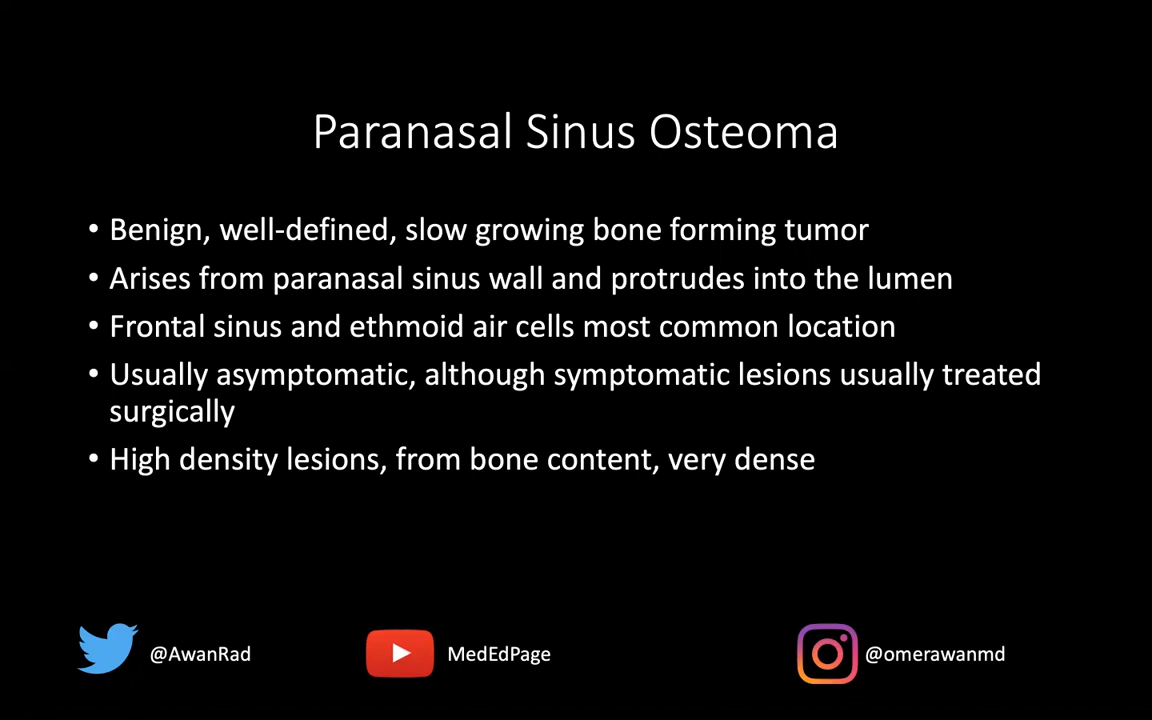 Paranasal Sinus Osteoma
• Benign, well-defined, slow growing bone forming tumor
• Arises from paranasal sinus wall and protrudes into the lumen
• Frontal sinus and ethmoid air cells most common location
• Usually asymptomatic, although symptomatic lesions usually treated
surgically
• High density lesions, from bone content, very dense
@AwanRad
MedEdPage
@omerawanmd